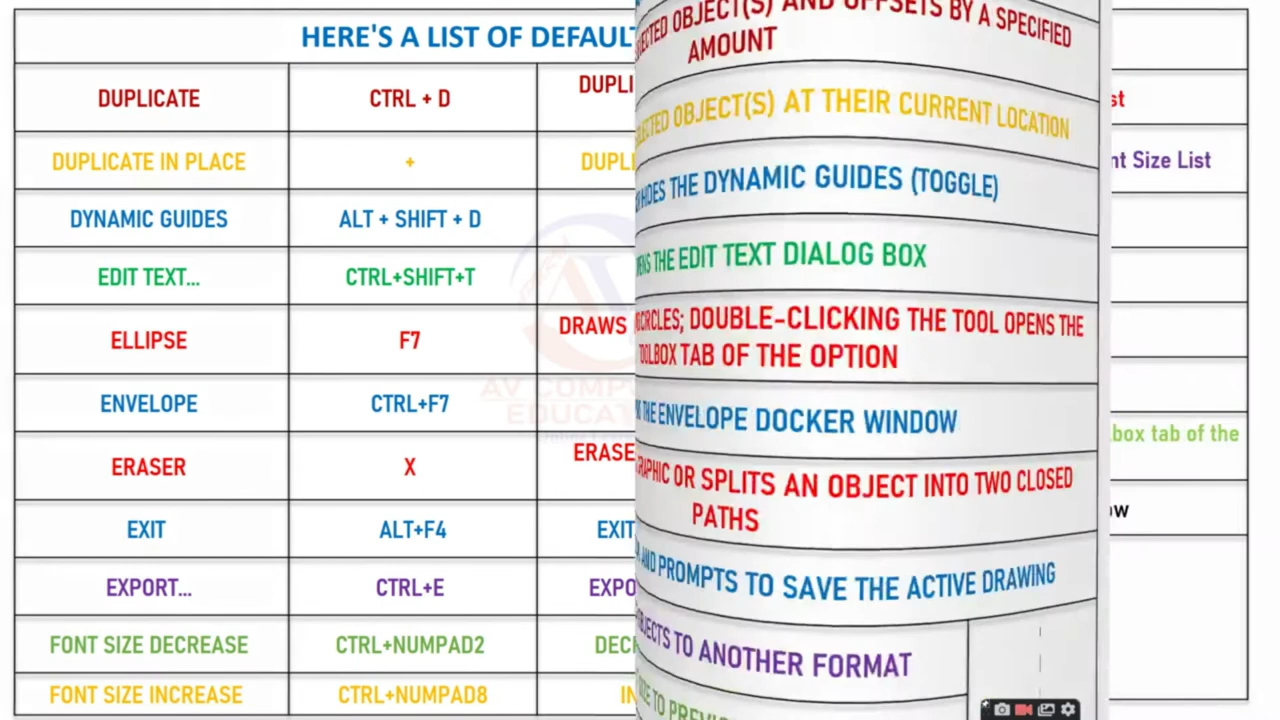 HERE'S A LIST OF DEFAULT
DUPLICATE CTRL + D DUPLI
OBJECT(S) AND OFFSETS BY A SPECIFIED
AMOUNT
DUPLICATE IN PLACE + DUPL
OBJECT(S) AT THEIR CURRENT LOCATION
nt Size List
DYNAMIC GUIDES ALT + SHIFT + D
HIDES THE DYNAMIC GUIDES (TOGGLE)
EDIT TEXT... CTRL+SHIFT+T
THE EDIT TEXT DIALOG BOX
ELLIPSE F7 DRAWS
CIRCLES; DOUBLE-CLICKING THE TOOL OPENS THE
TOOLBOX TAB OF THE OPTION
ENVELOPE CTRL+F7
THE ENVELOPE DOCKER WINDOW
box tab of the
ERASER X ERASE
OR SPLITS AN OBJECT INTO TWO CLOSED
PATHS
ow
EXIT ALT+F4 EXIT
AND PROMPTS TO SAVE THE ACTIVE DRAWING
EXPORT... CTRL+E EXPO
OBJECTS TO ANOTHER FORMAT
FONT SIZE DECREASE CTRL+NUMPAD2 DEC
FONT SIZE INCREASE CTRL+NUMPAD8 IN